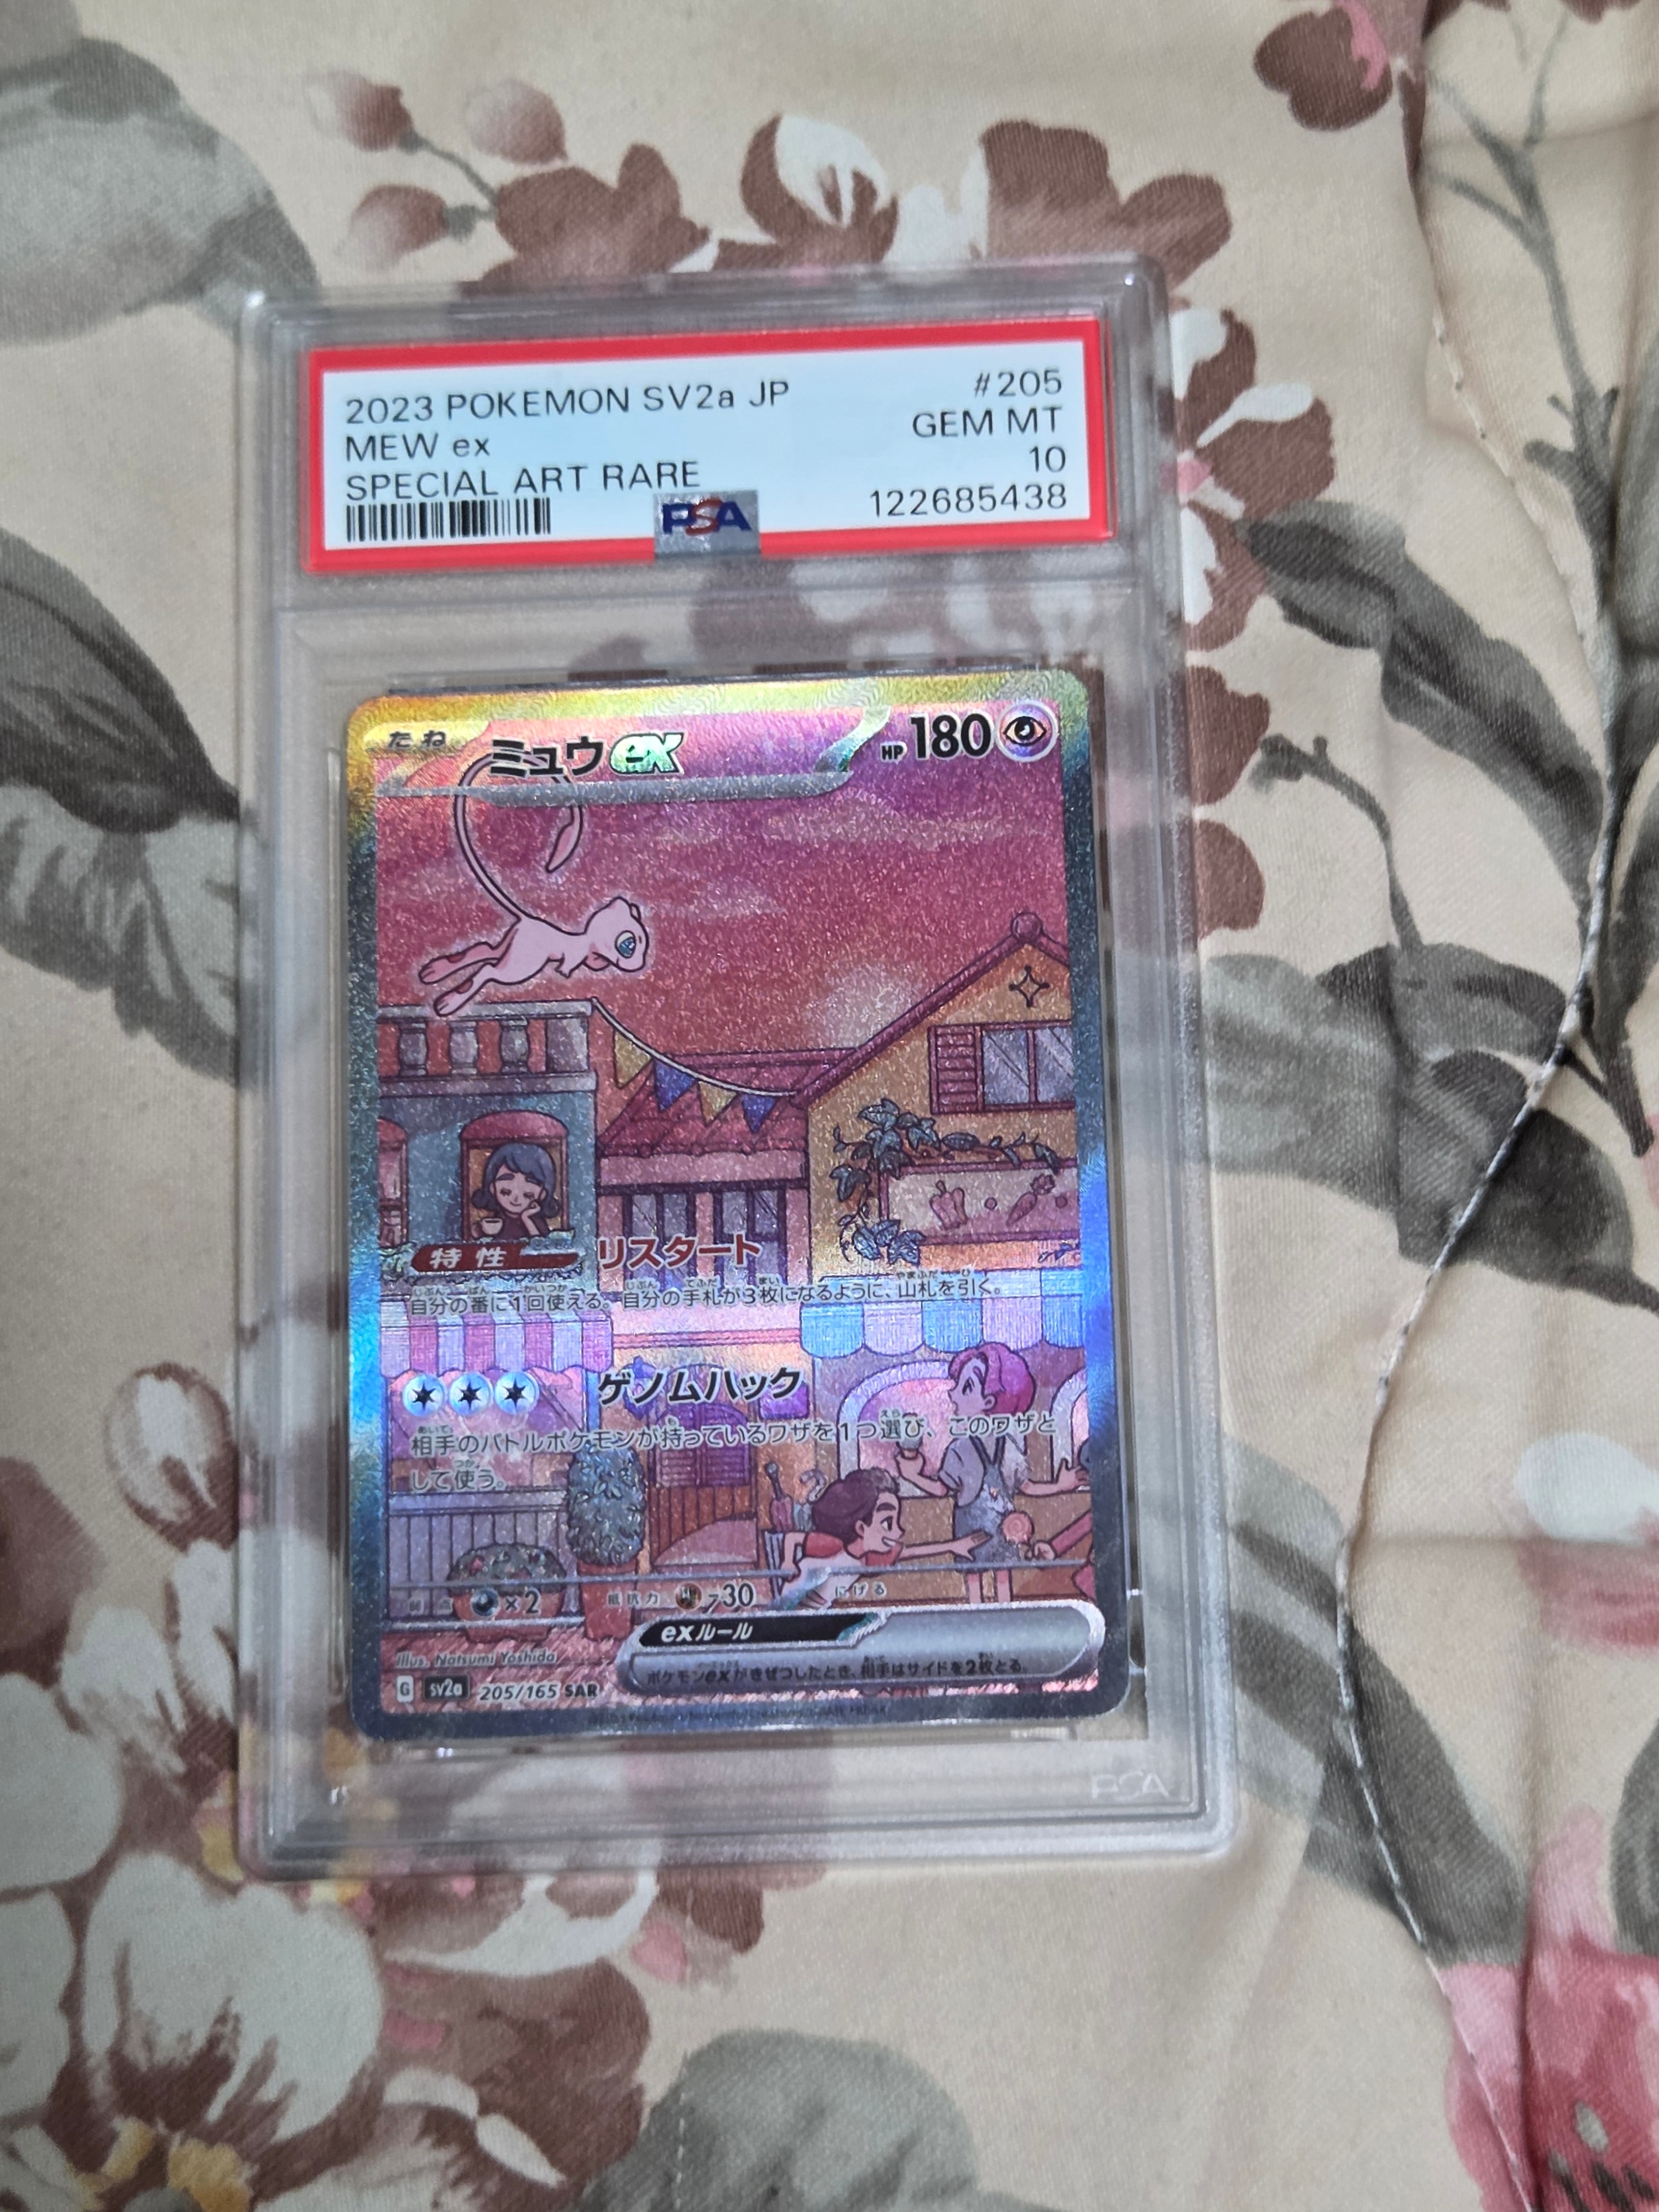 2023 POKEMON SV2a JP #205
MEW ex GEM MT
SPECIAL ART RARE 10
PSA 122685438
たね ミュウex HP 180
特性 リスタート
自分の番に1回使える。自分の手札が3枚になるように、山札を引く。
ゲノムハック
相手のバトルポケモンが持っているワザを1つ選び、このワザと
して使う。
弱点 ×2 抵抗力 -30 にげる
exルール
ポケモンexがきぜつしたとき、相手はサイドを2枚とる。
Illus. Natsumi Yoshida
G sv2a 205/165 SAR
PSA